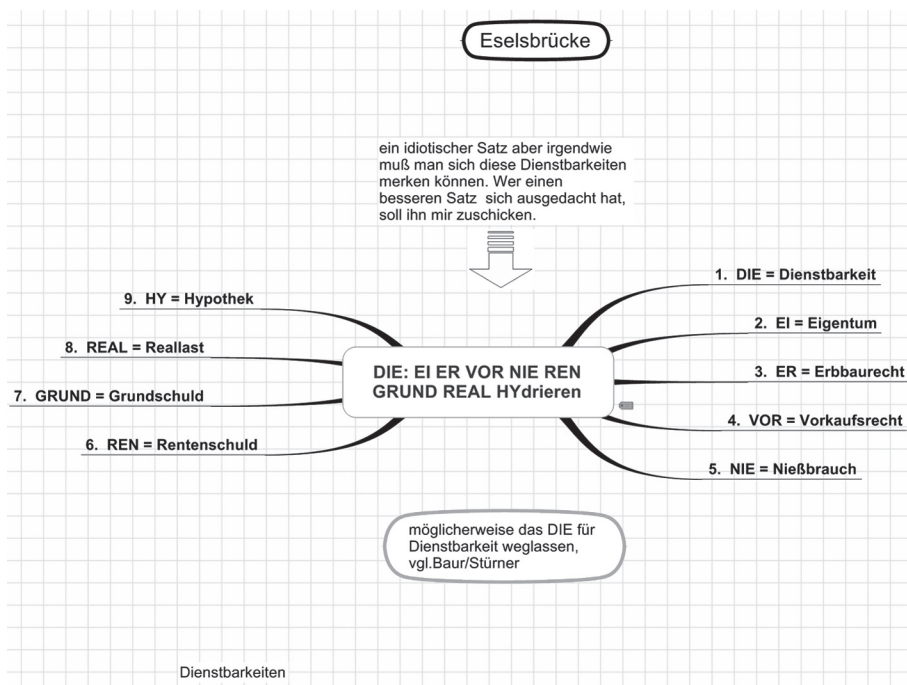 Eselsbrücke
ein idiotischer Satz aber irgendwie
muß man sich diese Dienstbarkeiten
merken können. Wer einen
besseren Satz  sich ausgedacht hat,
soll ihn mir zuschicken.
DIE: EI ER VOR NIE REN
GRUND REAL HYdrieren
1.  DIE = Dienstbarkeit
2.  EI = Eigentum
3.  ER = Erbbaurecht
4.  VOR = Vorkaufsrecht
5.  NIE = Nießbrauch
6.  REN = Rentenschuld
7.  GRUND = Grundschuld
8.  REAL = Reallast
9.  HY = Hypothek
möglicherweise das DIE für
Dienstbarkeit weglassen,
vgl.Baur/Stürner
Dienstbarkeiten